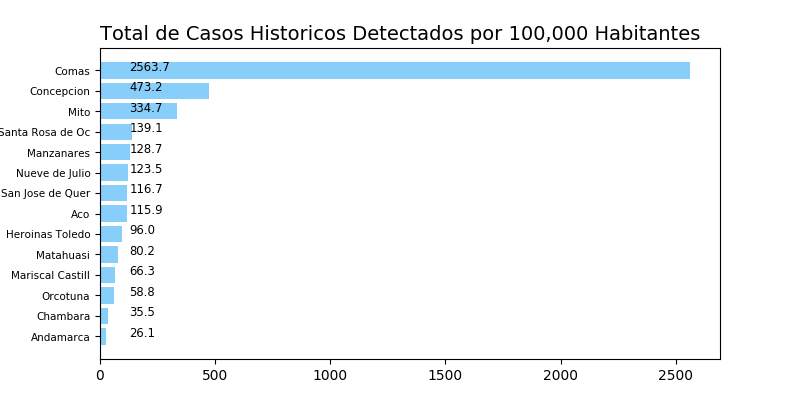 Total de Casos Historicos Detectados por 100,000 Habitantes
Comas 2563.7
Concepcion 473.2
Mito 334.7
Santa Rosa de Oc 139.1
Manzanares 128.7
Nueve de Julio 123.5
San Jose de Quer 116.7
Aco 115.9
Heroinas Toledo 96.0
Matahuasi 80.2
Mariscal Castill 66.3
Orcotuna 58.8
Chambara 35.5
Andamarca 26.1
0 500 1000 1500 2000 2500